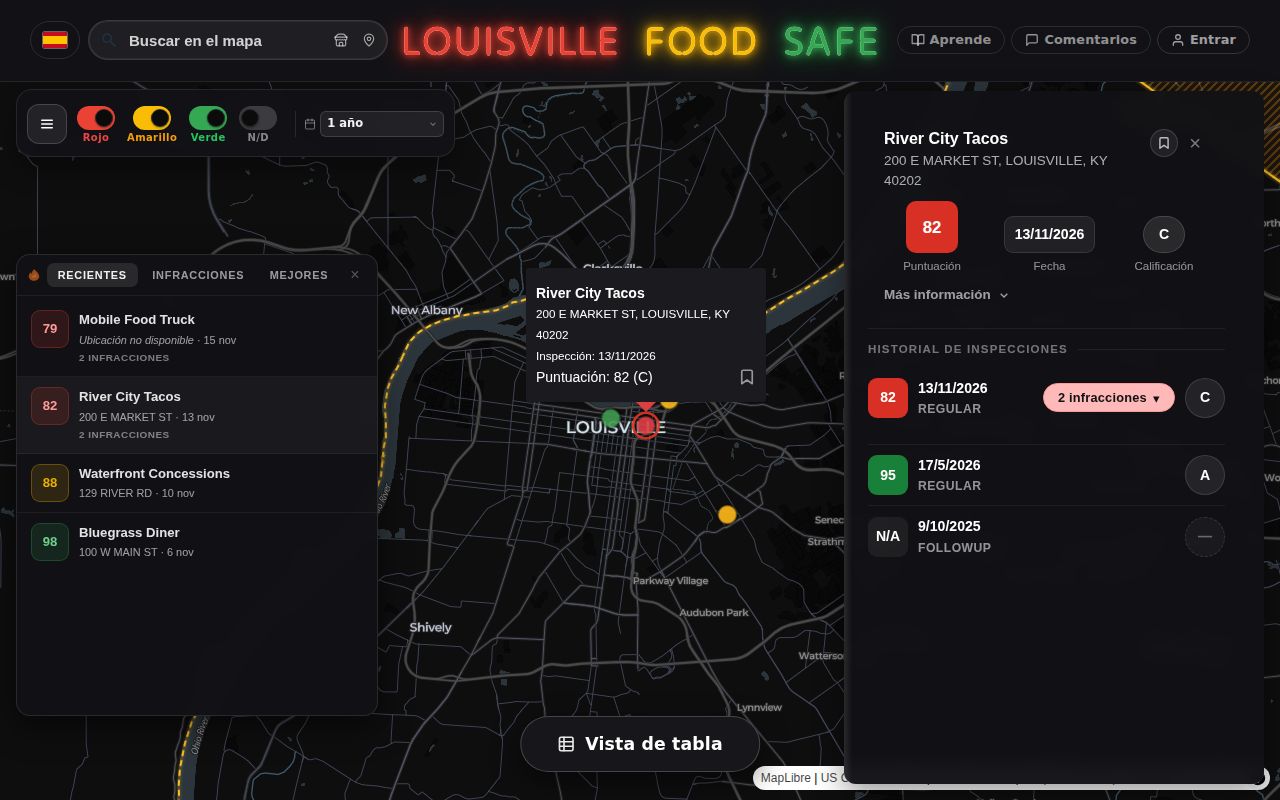 Buscar en el mapa
LOUISVILLE FOOD SAFE
Aprende
Comentarios
Entrar
Rojo
Amarillo
Verde
N/D
1 año
RECIENTES
INFRACCIONES
MEJORES
79
Mobile Food Truck
Ubicación no disponible · 15 nov
2 INFRACCIONES
82
River City Tacos
200 E MARKET ST · 13 nov
2 INFRACCIONES
88
Waterfront Concessions
129 RIVER RD · 10 nov
98
Bluegrass Diner
100 W MAIN ST · 6 nov
New Albany
River City Tacos
200 E MARKET ST, LOUISVILLE, KY
40202
Inspección: 13/11/2026
Puntuación: 82 (C)
LOUISVILLE
Parkway Village
Audubon Park
Shively
Lynnview
Ohio River
Vista de tabla
MapLibre | US
River City Tacos
200 E MARKET ST, LOUISVILLE, KY
40202
82
Puntuación
13/11/2026
Fecha
C
Calificación
Más información
HISTORIAL DE INSPECCIONES
82
13/11/2026
REGULAR
2 infracciones ▾
C
95
17/5/2026
REGULAR
A
N/A
9/10/2025
FOLLOWUP
—